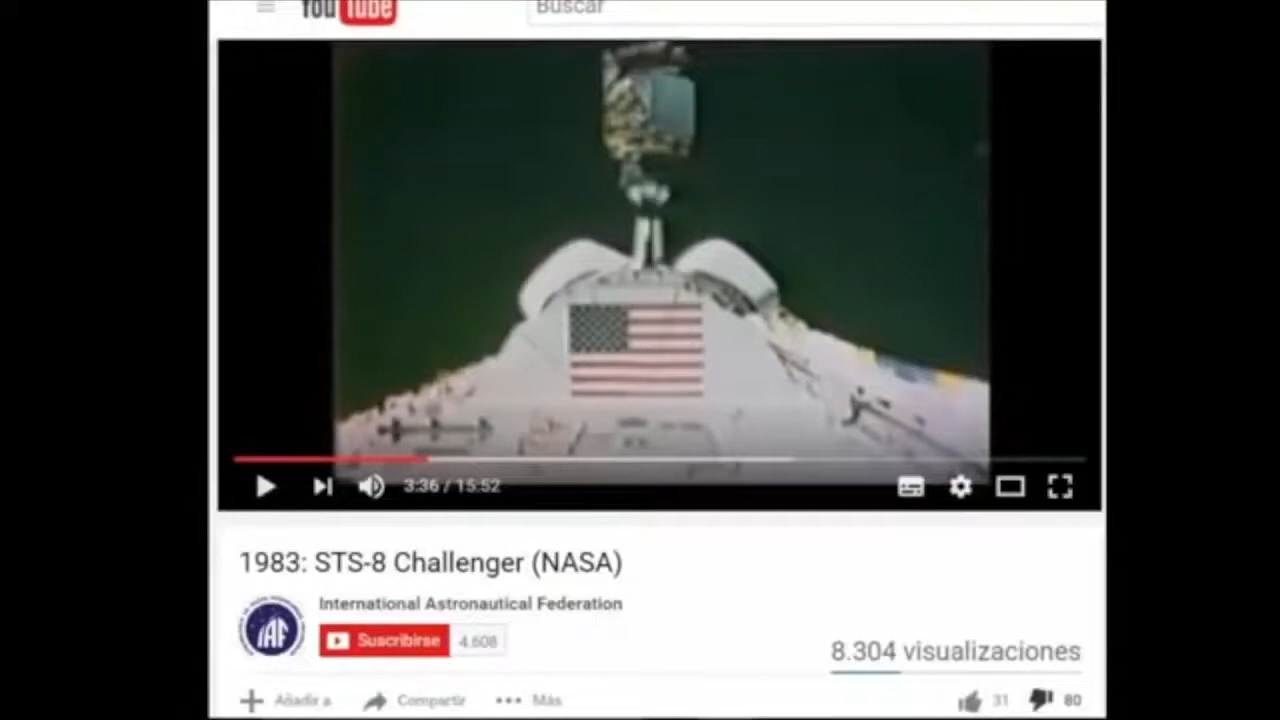 YouTube
Buscar
3:36 / 15:52
1983: STS-8 Challenger (NASA)
International Astronautical Federation
IAF
Suscribirse 4.608
8.304 visualizaciones
Añadir a Compartir Más
31 80